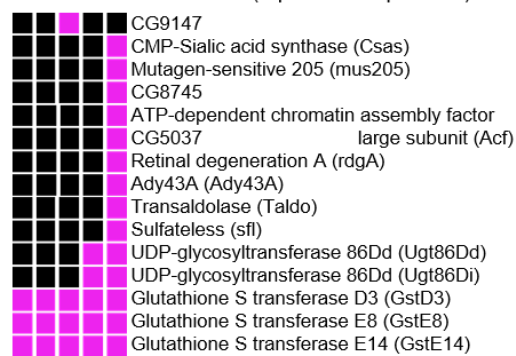 CG9147
CMP-Sialic acid synthase (Csas)
Mutagen-sensitive 205 (mus205)
CG8745
ATP-dependent chromatin assembly factor
CG5037 large subunit (Acf)
Retinal degeneration A (rdgA)
Ady43A (Ady43A)
Transaldolase (Taldo)
Sulfateless (sfl)
UDP-glycosyltransferase 86Dd (Ugt86Dd)
UDP-glycosyltransferase 86Dd (Ugt86Di)
Glutathione S transferase D3 (GstD3)
Glutathione S transferase E8 (GstE8)
Glutathione S transferase E14 (GstE14)